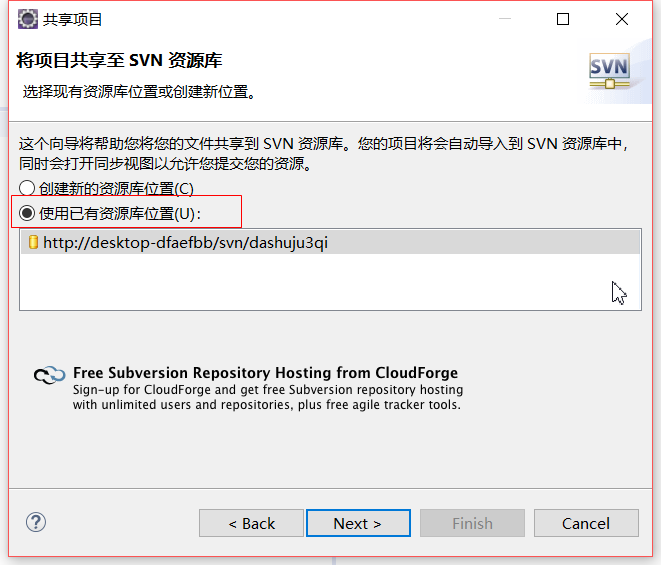 共享项目
将项目共享至 SVN 资源库
选择现有资源库位置或创建新位置。
SVN
这个向导将帮助您将您的文件共享到 SVN 资源库。您的项目将会自动导入到 SVN 资源库中，
同时会打开同步视图以允许您提交您的资源。
创建新的资源库位置(C)
使用已有资源库位置(U)：
http://desktop-dfaefbb/svn/dashuju3qi
Free Subversion Repository Hosting from CloudForge
Sign-up for CloudForge and get free Subversion repository hosting
with unlimited users and repositories, plus free agile tracker tools.
?
< Back
Next >
Finish
Cancel